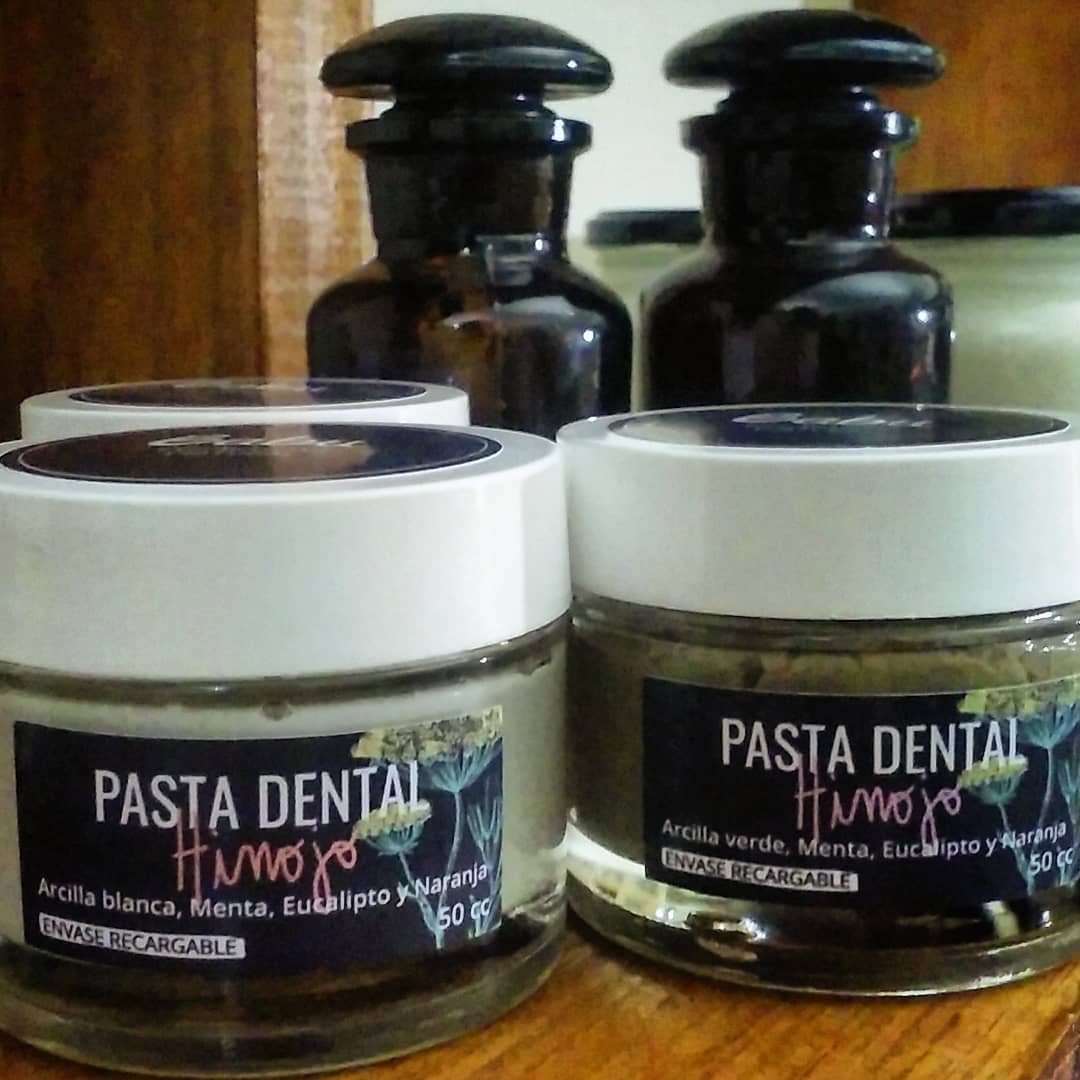 PASTA DENTAL
Hinojo
Arcilla blanca, Menta, Eucalipto y Naranja
50 cc
ENVASE RECARGABLE
PASTA DENTAL
Hinojo
Arcilla verde, Menta, Eucalipto y Naranja
50 cc
ENVASE RECARGABLE